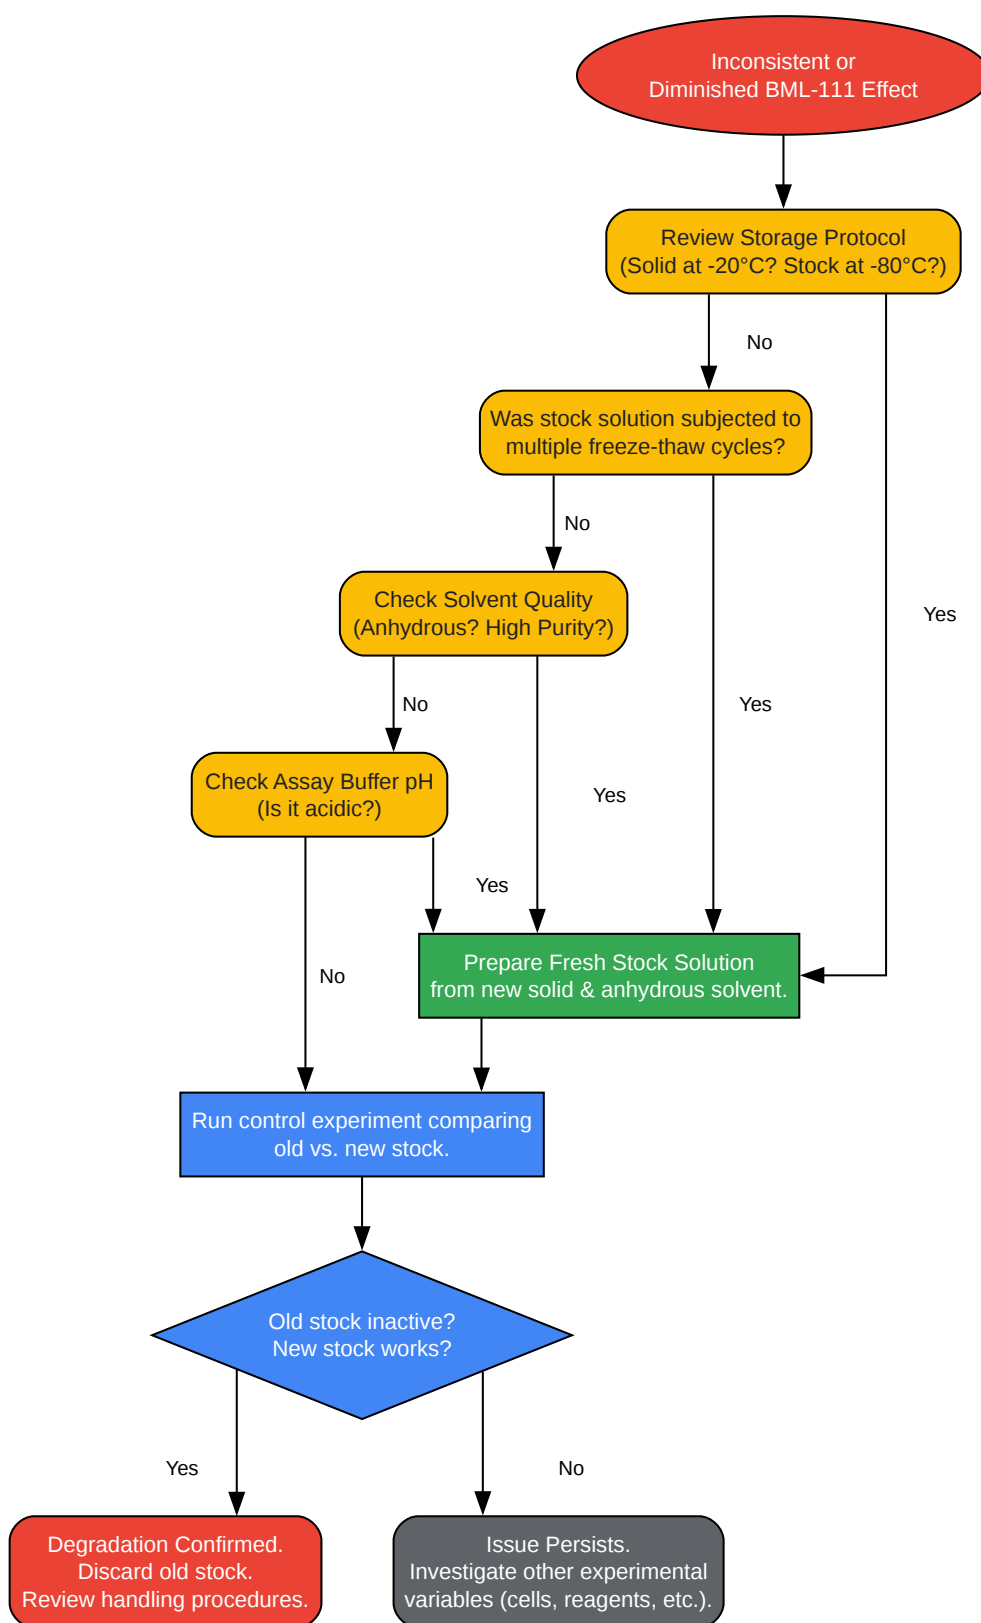 Inconsistent or
Diminished BML-111 Effect
Review Storage Protocol
(Solid at -20°C? Stock at -80°C?)
No
Was stock solution subjected to
multiple freeze-thaw cycles?
No
Check Solvent Quality
(Anhydrous? High Purity?)
Yes
No
Yes
Check Assay Buffer pH
(Is it acidic?)
Yes
Yes
Prepare Fresh Stock Solution
from new solid & anhydrous solvent.
No
Run control experiment comparing
old vs. new stock.
Old stock inactive?
New stock works?
Yes
No
Degradation Confirmed.
Discard old stock.
Review handling procedures.
Issue Persists.
Investigate other experimental
variables (cells, reagents, etc.).